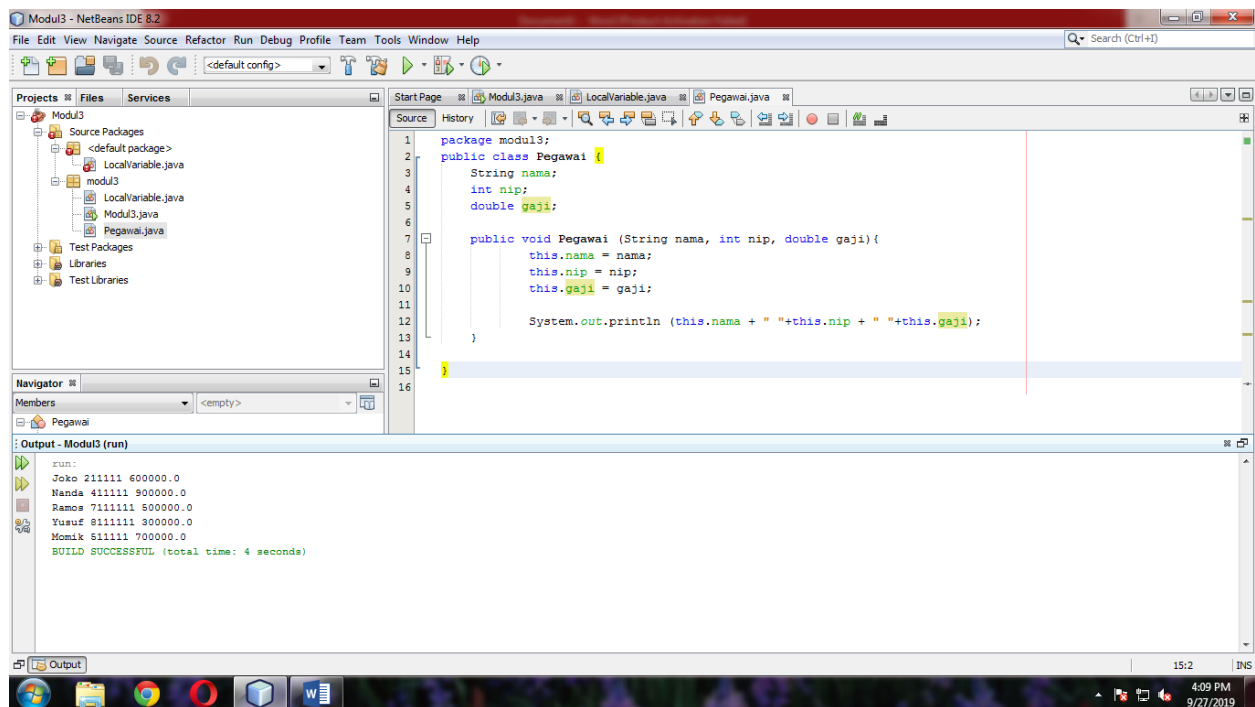 Modul3 - NetBeans IDE 8.2
File Edit View Navigate Source Refactor Run Debug Profile Team Tools Window Help
Search (Ctrl+I)
<default config>
Projects Files Services
Modul3
Source Packages
<default package>
LocalVariable.java
modul3
LocalVariable.java
Modul3.java
Pegawai.java
Test Packages
Libraries
Test Libraries
Start Page Modul3.java LocalVariable.java Pegawai.java
Source History
1 package modul3;
2 public class Pegawai {
3 String nama;
4 int nip;
5 double gaji;
6
7 public void Pegawai (String nama, int nip, double gaji){
8 this.nama = nama;
9 this.nip = nip;
10 this.gaji = gaji;
11
12 System.out.println (this.nama + " "+this.nip + " "+this.gaji);
13 }
14
15 }
16
Navigator
Members <empty>
Pegawai
Output - Modul3 (run)
run:
Joko 211111 600000.0
Nanda 411111 900000.0
Ramos 7111111 500000.0
Yusuf 8111111 300000.0
Momik 511111 700000.0
BUILD SUCCESSFUL (total time: 4 seconds)
Output
15:2 INS
4:09 PM
9/27/2019